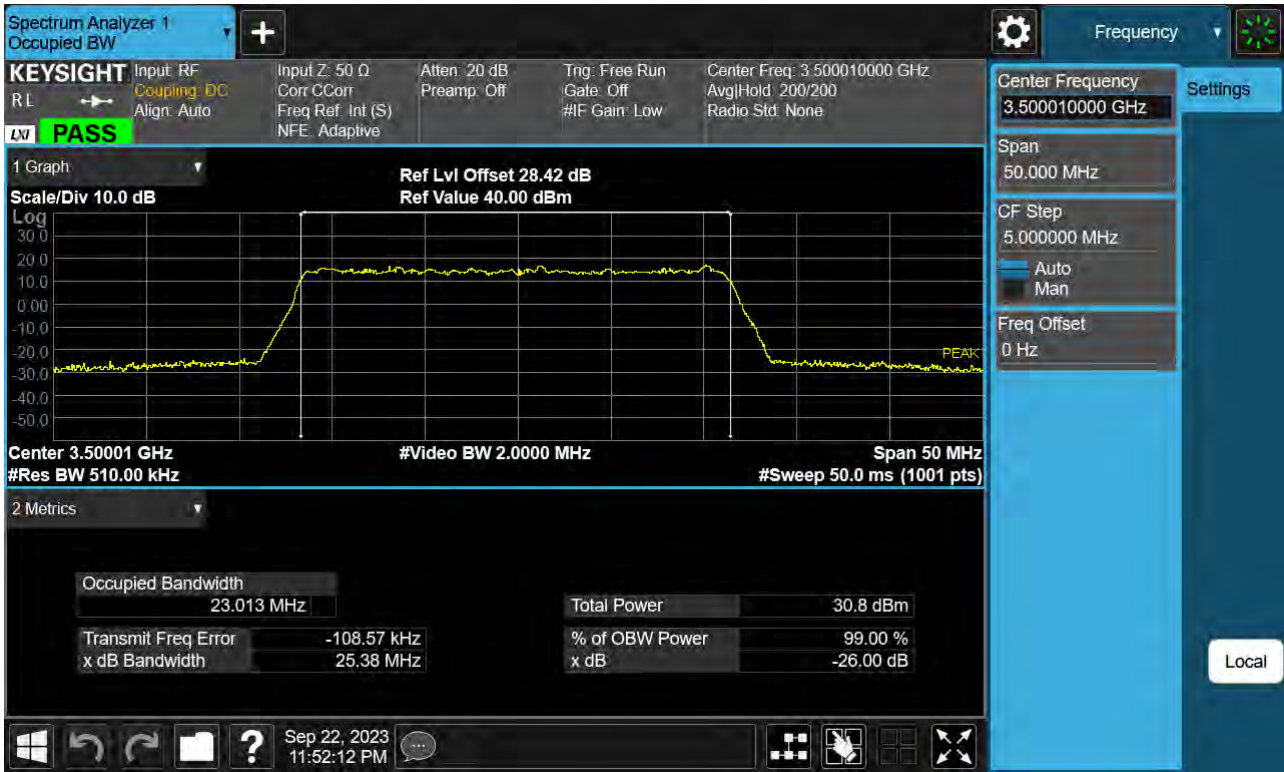 Spectrum Analyzer 1
Occupied BW
+
Frequency
KEYSIGHT
RL
LXI
PASS
Input: RF
Coupling: DC
Align: Auto
Input Z: 50 Ω
Corr CCorr
Freq Ref: Int (S)
NFE: Adaptive
Atten: 20 dB
Preamp: Off
Trig: Free Run
Gate: Off
#IF Gain: Low
Center Freq: 3.500010000 GHz
Avg|Hold: 200/200
Radio Std: None
Center Frequency
3.500010000 GHz
Settings
Span
50.000 MHz
CF Step
5.000000 MHz
Auto
Man
Freq Offset
0 Hz
Local
1 Graph
Ref Lvl Offset 28.42 dB
Scale/Div 10.0 dB
Ref Value 40.00 dBm
Log
30.0
20.0
10.0
0.00
-10.0
-20.0
-30.0
-40.0
-50.0
PEAK
Center 3.50001 GHz
#Video BW 2.0000 MHz
Span 50 MHz
#Res BW 510.00 kHz
#Sweep 50.0 ms (1001 pts)
2 Metrics
Occupied Bandwidth
23.013 MHz
Total Power 30.8 dBm
Transmit Freq Error -108.57 kHz
% of OBW Power 99.00 %
x dB Bandwidth 25.38 MHz
x dB -26.00 dB
?
Sep 22, 2023
11:52:12 PM